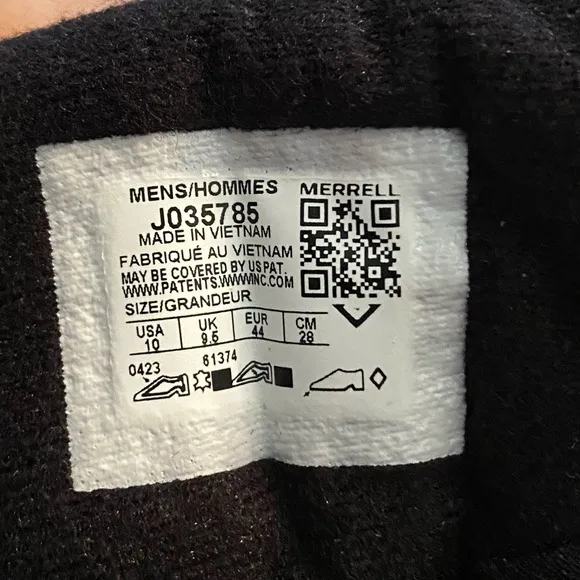 MENS/HOMMES MERRELL
J035785
MADE IN VIETNAM
FABRIQUÉ AU VIETNAM
MAY BE COVERED BY US PAT.
WWW.PATENTS.WWWINC.COM
SIZE/GRANDEUR
USA UK EUR CM
10 9.5 44 28
0423 61374